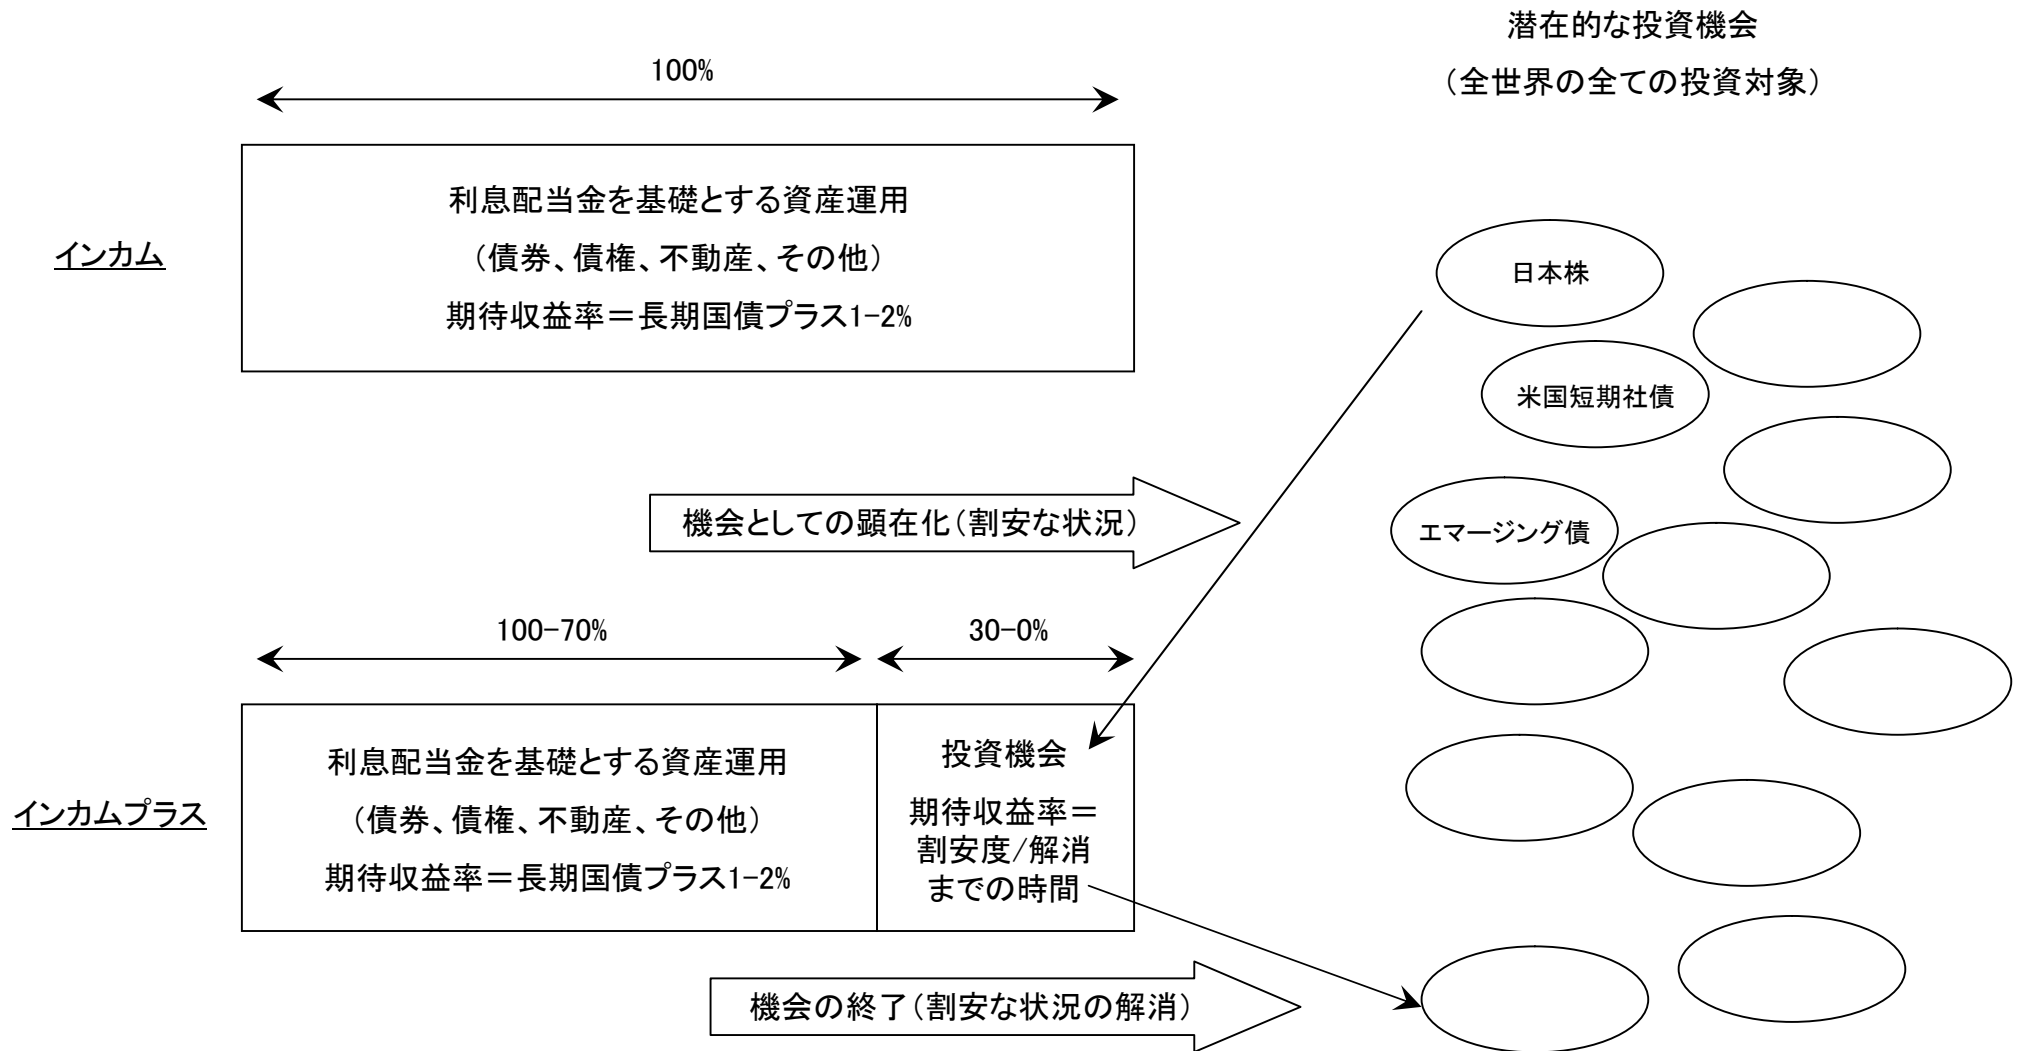 潜在的な投資機会
（全世界の全ての投資対象）
100%
利息配当金を基礎とする資産運用
（債券、債権、不動産、その他）
期待収益率＝長期国債プラス1-2%
インカム
日本株
米国短期社債
エマージング債
機会としての顕在化（割安な状況）
100-70%
30-0%
インカムプラス
利息配当金を基礎とする資産運用
（債券、債権、不動産、その他）
期待収益率＝長期国債プラス1-2%
投資機会
期待収益率＝
割安度/解消
までの時間
機会の終了（割安な状況の解消）